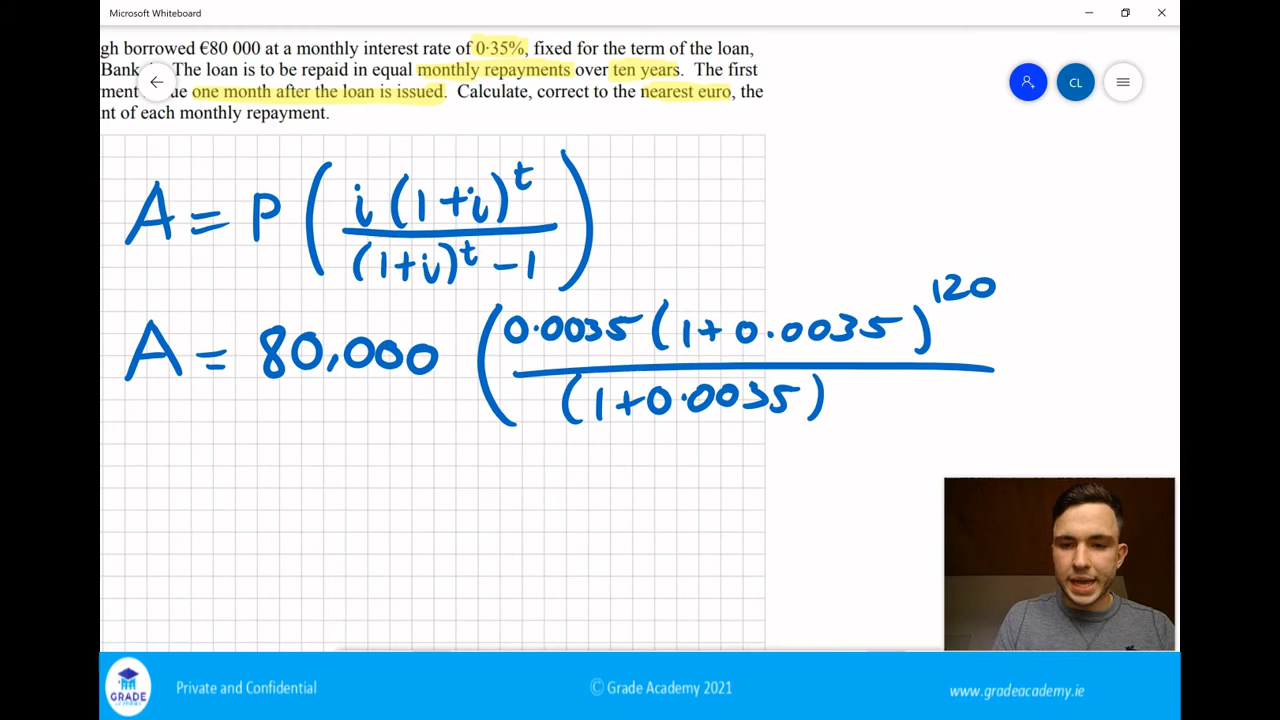 Microsoft Whiteboard
gh borrowed €80 000 at a monthly interest rate of 0·35%, fixed for the term of the loan,
Bank The loan is to be repaid in equal monthly repayments over ten years. The first
ment ue one month after the loan is issued. Calculate, correct to the nearest euro, the
nt of each monthly repayment.
CL
A = P ( i (1+i)^t / (1+i)^t - 1 )
A = 80,000 ( 0.0035 (1 + 0.0035)^120 / (1 + 0.0035)
GRADE
Private and Confidential
© Grade Academy 2021
www.gradeacademy.ie